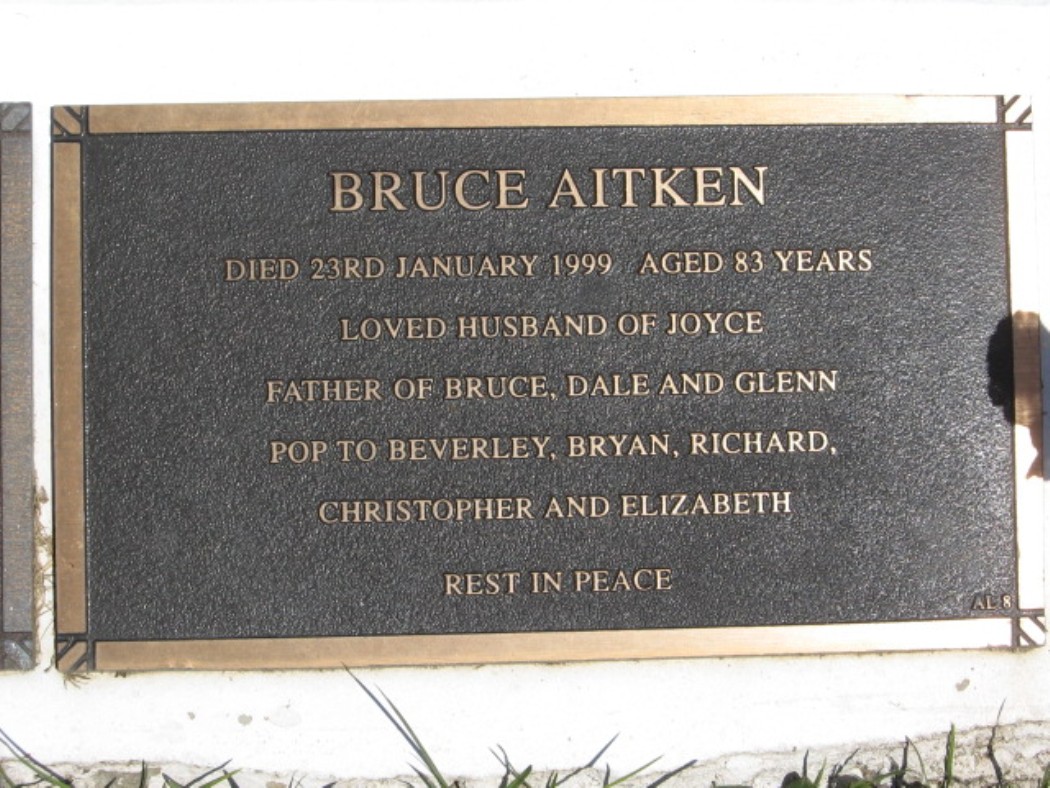 BRUCE AITKEN
DIED 23RD JANUARY 1999 AGED 83 YEARS
LOVED HUSBAND OF JOYCE
FATHER OF BRUCE, DALE AND GLENN
POP TO BEVERLEY, BRYAN, RICHARD,
CHRISTOPHER AND ELIZABETH
REST IN PEACE
AL 8